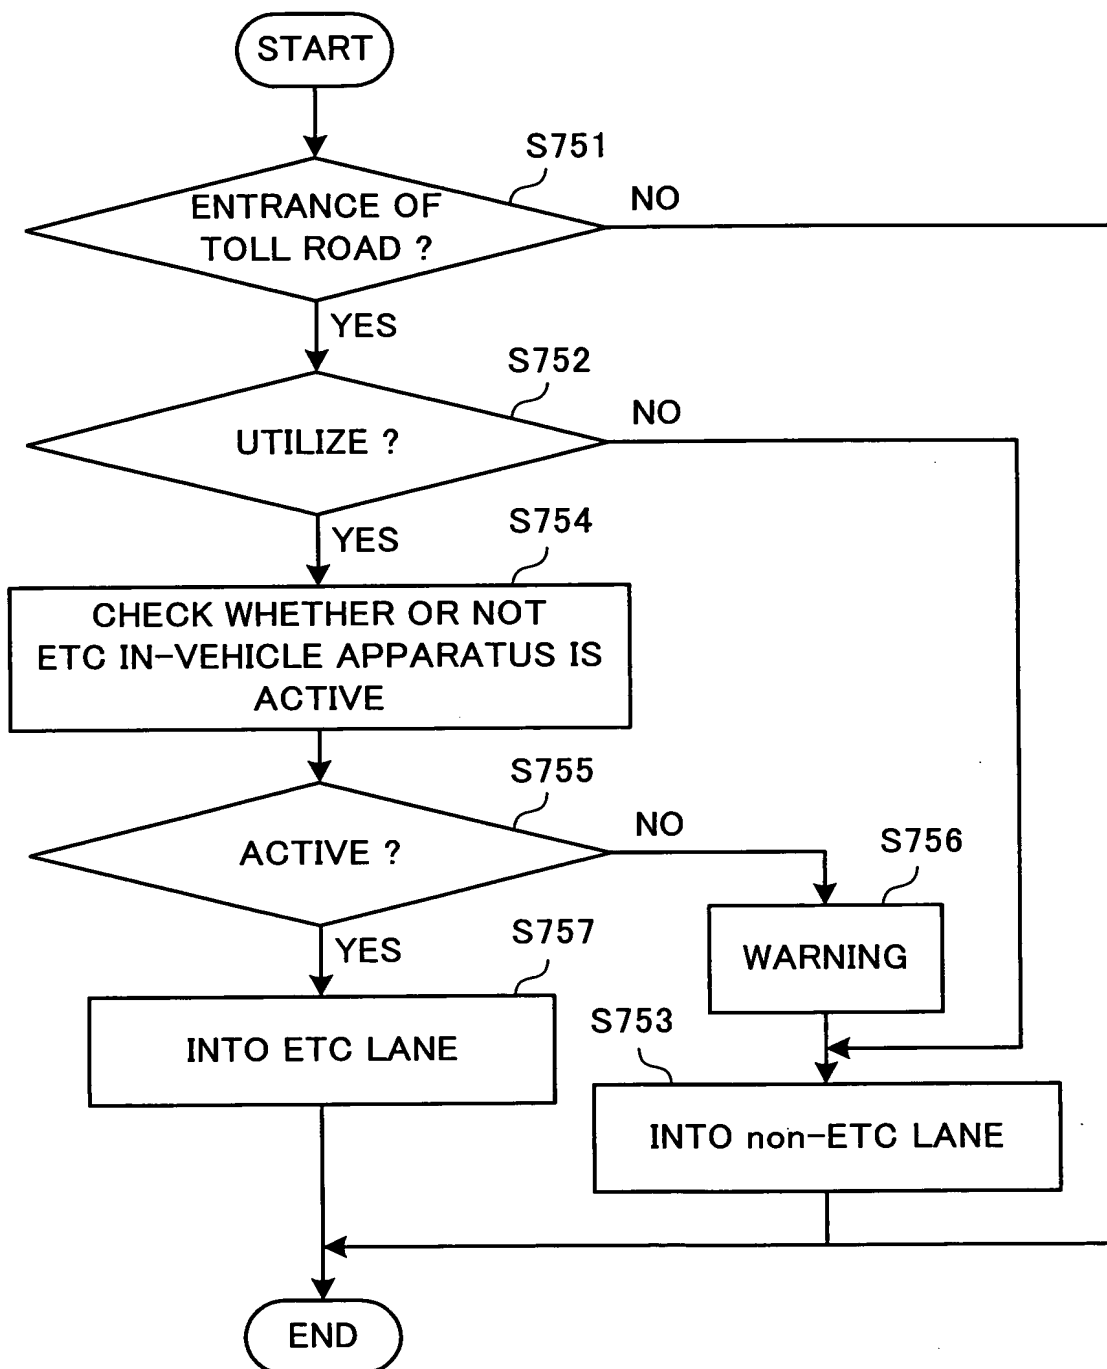 START
S751
ENTRANCE OF
TOLL ROAD ?
NO
YES
S752
UTILIZE ?
NO
YES
S754
CHECK WHETHER OR NOT
ETC IN-VEHICLE APPARATUS IS
ACTIVE
S755
ACTIVE ?
NO
S756
WARNING
YES
S757
INTO ETC LANE
S753
INTO non-ETC LANE
END